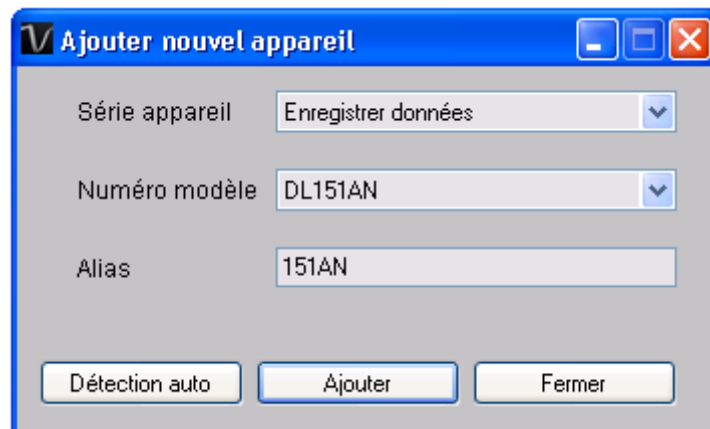 Ajouter nouvel appareil
Série appareil Enregistrer données
Numéro modèle DL151AN
Alias 151AN
Détection auto Ajouter Fermer